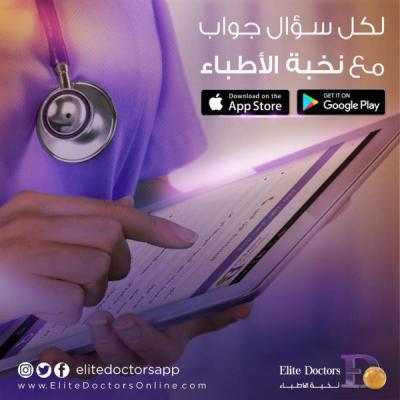 لكل سؤال جواب
مع نخبة الأطباء
Download on the
App Store
GET IT ON
Google Play
elitedoctorsapp
www.EliteDoctorsOnline.com
Elite Doctors
نخبة الأطباء